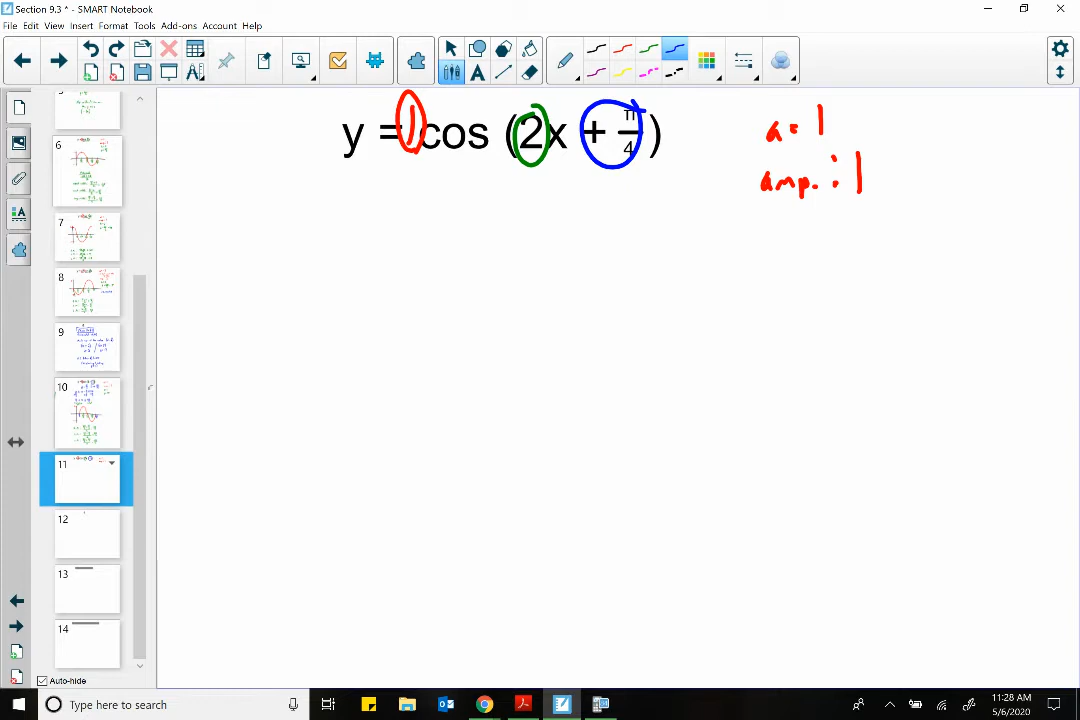 Section 9.3 * - SMART Notebook
File Edit View Insert Format Tools Add-ons Account Help
y = 1 cos (2x + π/4)
a = 1
amp. : 1
6
7
8
9
10
11
12
13
14
Auto-hide
Type here to search
11:28 AM
5/6/2020